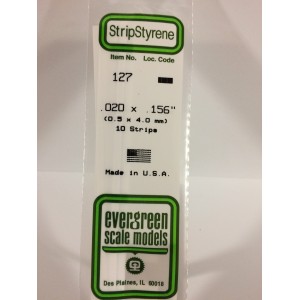 StripStyrene
Item No. Loc. Code
127
.020 x .156"
(0.5 x 4.0 mm)
10 Strips
Made in U.S.A.
evergreen
scale models
Des Plaines, IL 60018